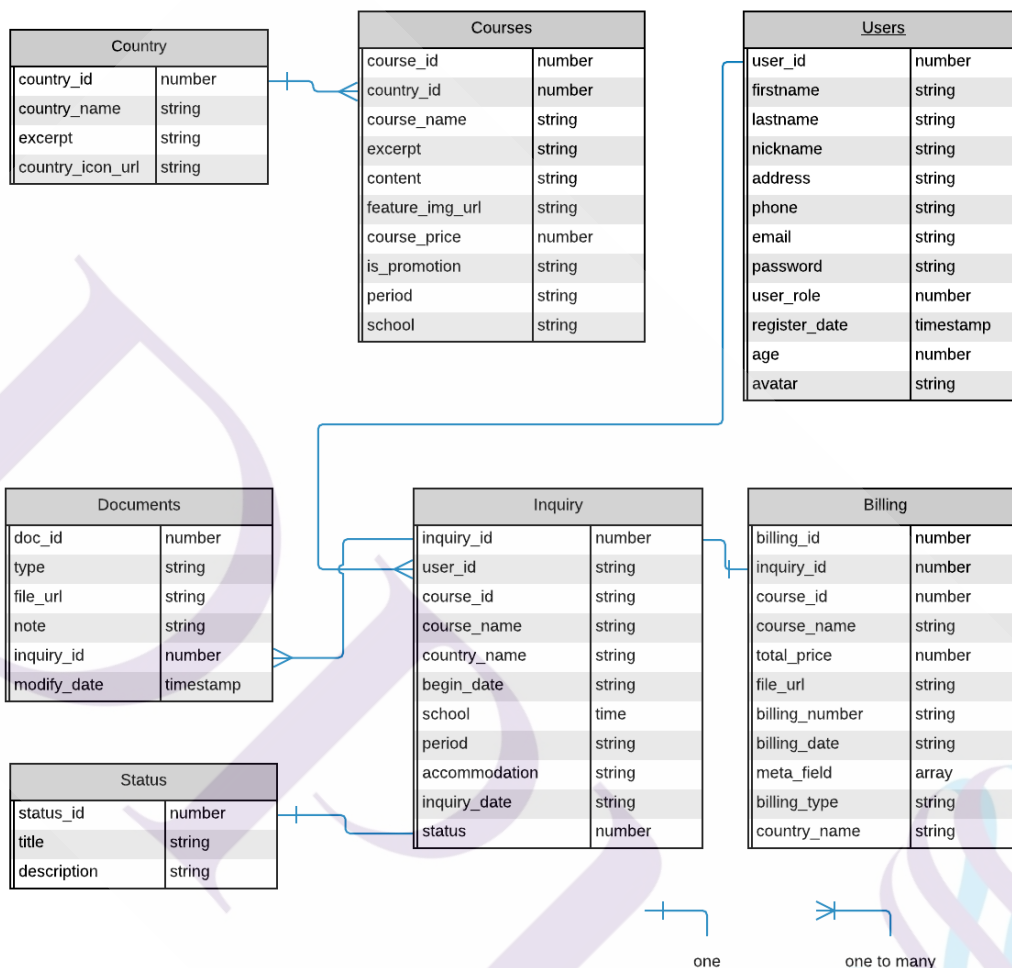 Country
country_id number
country_name string
excerpt string
country_icon_url string
Courses
course_id number
country_id number
course_name string
excerpt string
content string
feature_img_url string
course_price number
is_promotion string
period string
school string
Users
user_id number
firstname string
lastname string
nickname string
address string
phone string
email string
password string
user_role number
register_date timestamp
age number
avatar string
Documents
doc_id number
type string
file_url string
note string
inquiry_id number
modify_date timestamp
Inquiry
inquiry_id number
user_id string
course_id string
course_name string
country_name string
begin_date string
school time
period string
accommodation string
inquiry_date string
status number
Billing
billing_id number
inquiry_id number
course_id number
course_name string
total_price number
file_url string
billing_number string
billing_date string
meta_field array
billing_type string
country_name string
Status
status_id number
title string
description string
one
one to many